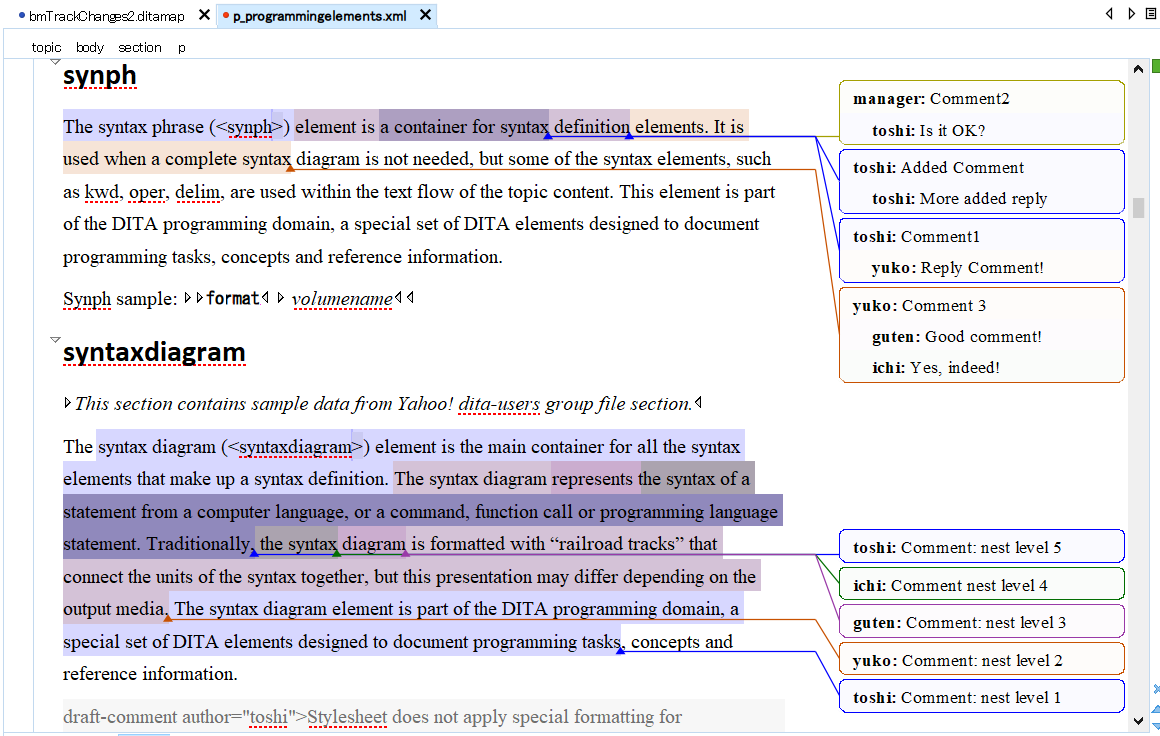 bmTrackChanges2.ditamap
p_programmingelements.xml
topic body section p
synph
The syntax phrase (<synph>) element is a container for syntax definition elements. It is
used when a complete syntax diagram is not needed, but some of the syntax elements, such
as kwd, oper, delim, are used within the text flow of the topic content. This element is part
of the DITA programming domain, a special set of DITA elements designed to document
programming tasks, concepts and reference information.
Synph sample: format volumename
manager: Comment2
toshi: Is it OK?
toshi: Added Comment
toshi: More added reply
toshi: Comment1
yuko: Reply Comment!
yuko: Comment 3
guten: Good comment!
ichi: Yes, indeed!
syntaxdiagram
This section contains sample data from Yahoo! dita-users group file section.
The syntax diagram (<syntaxdiagram>) element is the main container for all the syntax
elements that make up a syntax definition. The syntax diagram represents the syntax of a
statement from a computer language, or a command, function call or programming language
statement. Traditionally, the syntax diagram is formatted with “railroad tracks” that
connect the units of the syntax together, but this presentation may differ depending on the
output media. The syntax diagram element is part of the DITA programming domain, a
special set of DITA elements designed to document programming tasks, concepts and
reference information.
toshi: Comment: nest level 5
ichi: Comment nest level 4
guten: Comment: nest level 3
yuko: Comment: nest level 2
toshi: Comment: nest level 1
draft-comment author="toshi">Stylesheet does not apply special formatting for